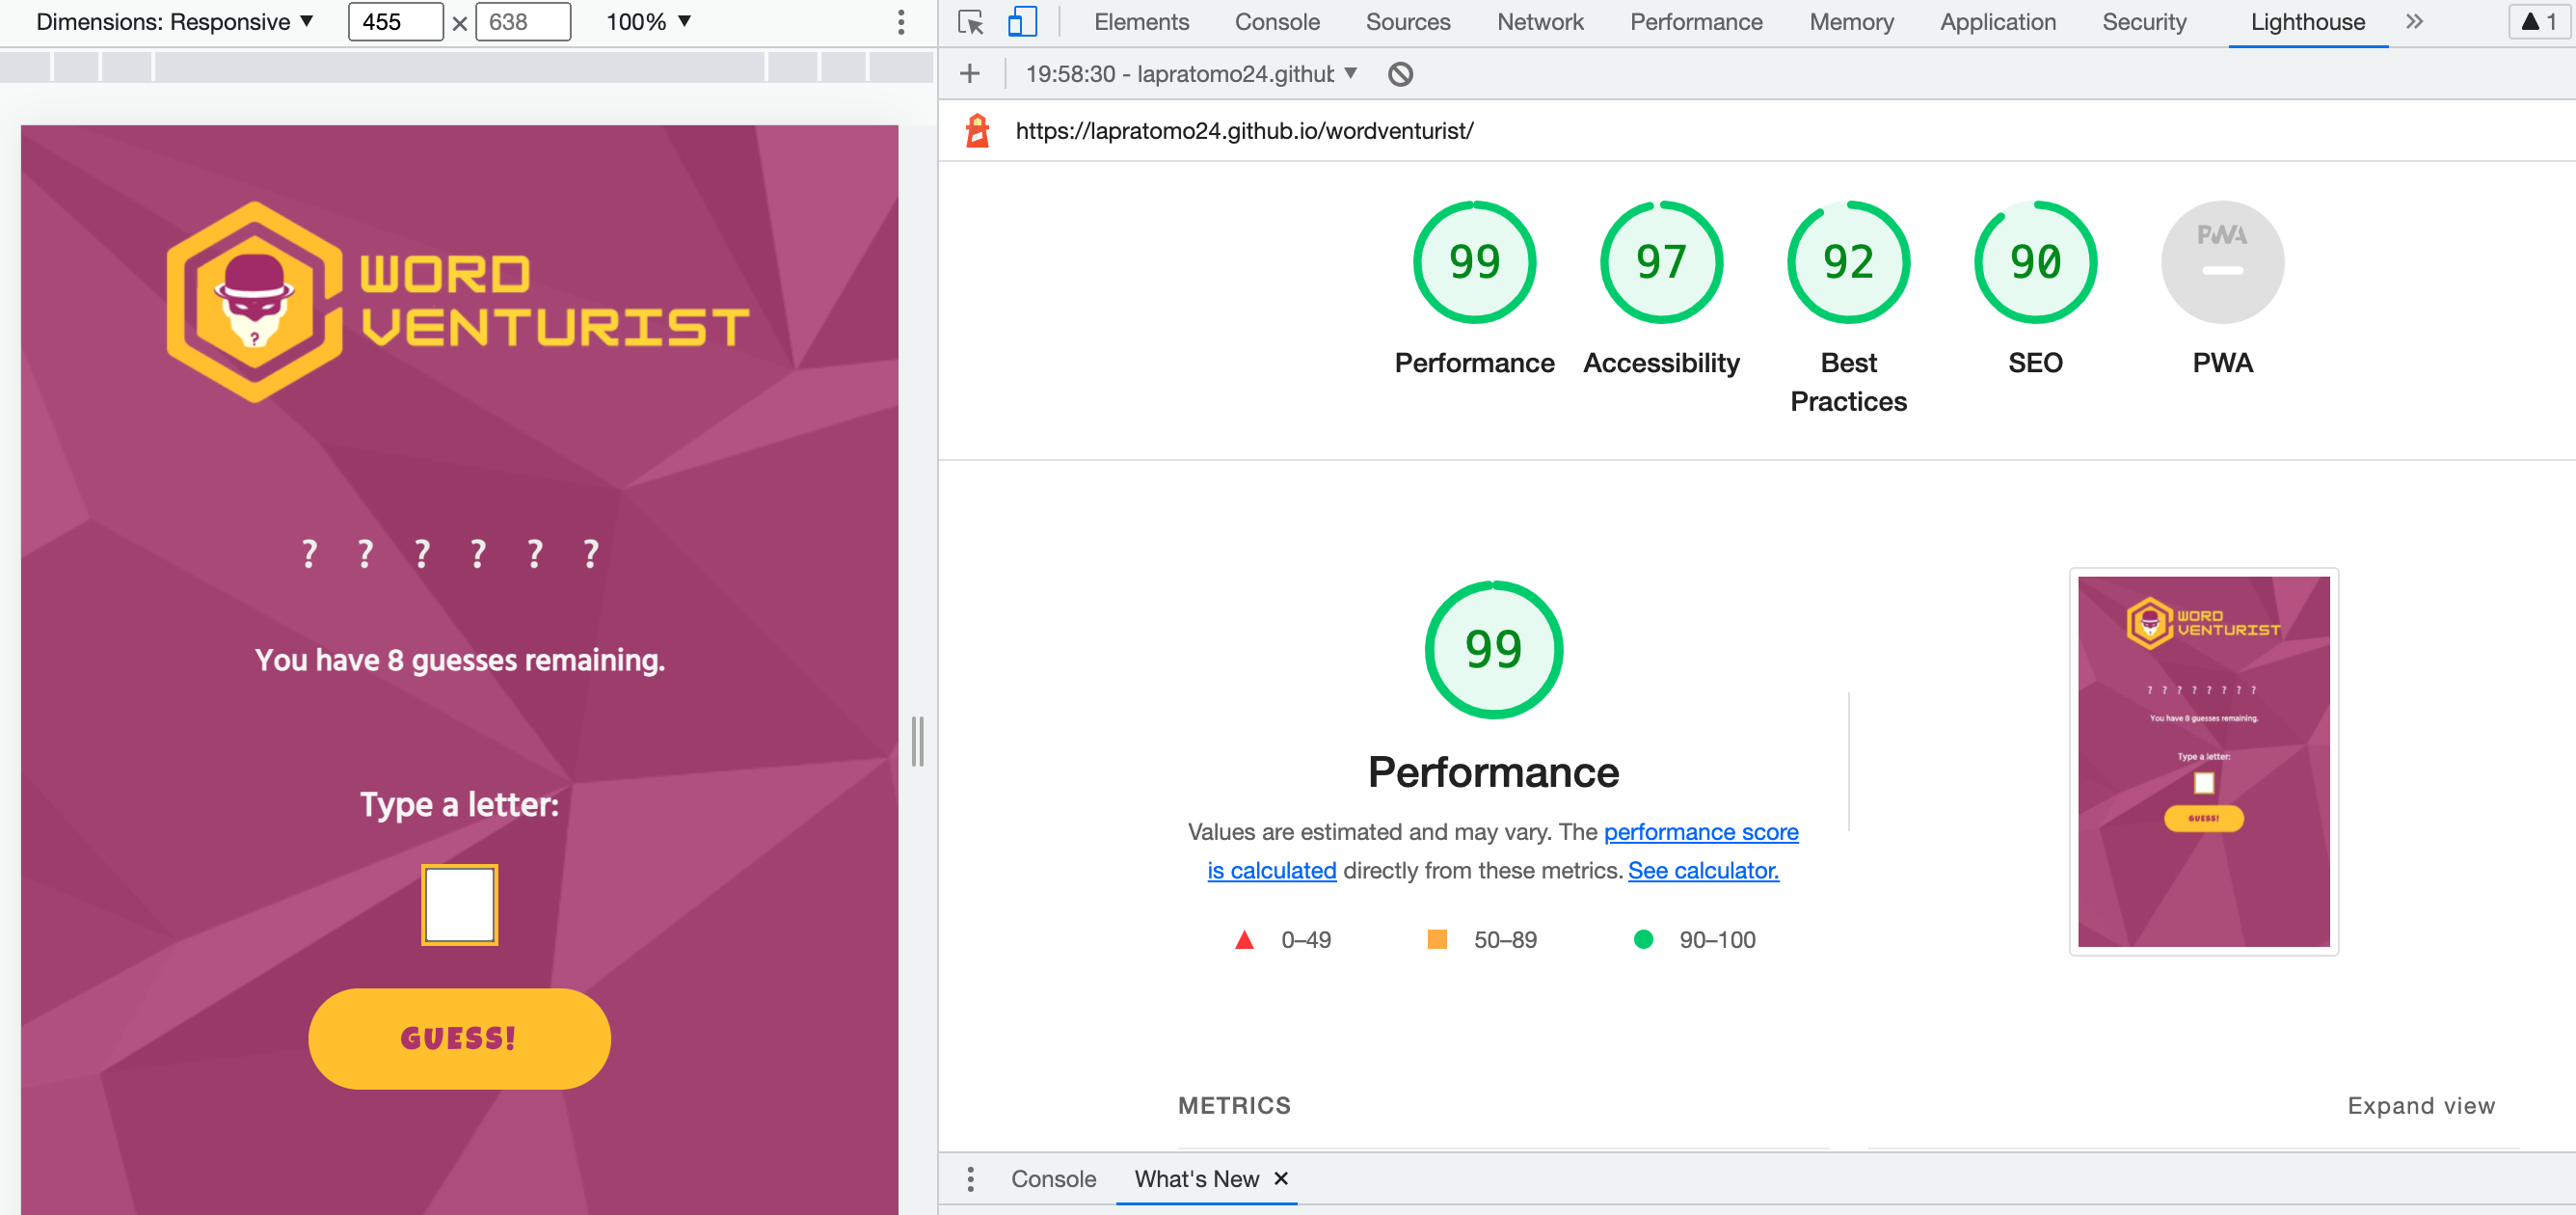 Dimensions: Responsive ▼ 455 × 638 100% ▼
Elements Console Sources Network Performance Memory Application Security Lighthouse » ▲ 1
+ 19:58:30 - lapratomo24.github ▼
https://lapratomo24.github.io/wordventurist/
WORD
VENTURIST
?
? ? ? ? ? ?
You have 8 guesses remaining.
Type a letter:
GUESS!
99 97 92 90 PWA
Performance Accessibility Best Practices SEO PWA
99
Performance
Values are estimated and may vary. The performance score
is calculated directly from these metrics. See calculator.
0–49 50–89 90–100
WORD
VENTURIST
? ? ? ? ? ? ? ?
You have 8 guesses remaining.
Type a letter:
GUESS!
METRICS Expand view
Console What's New ×